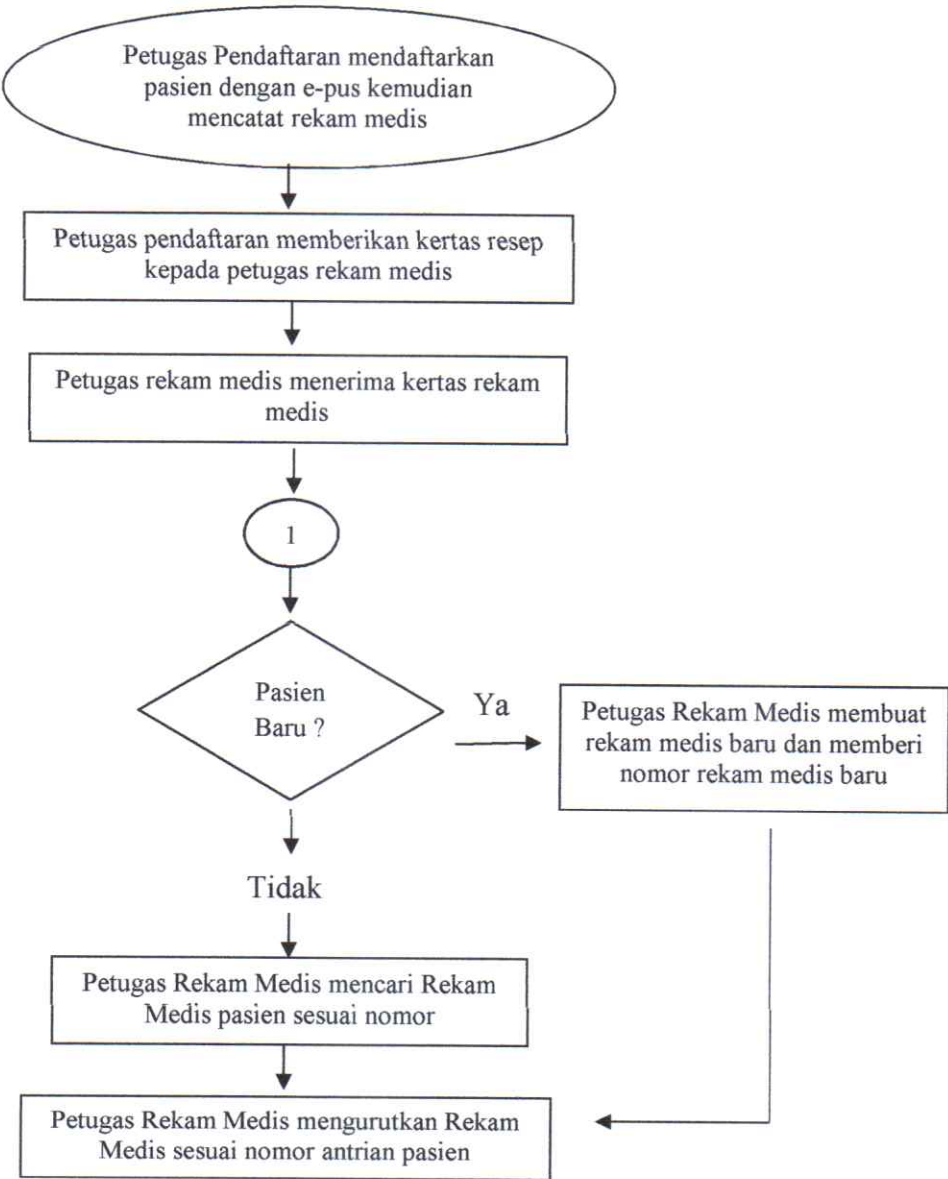 Petugas Pendaftaran mendaftarkan
pasien dengan e-pus kemudian
mencatat rekam medis
Petugas pendaftaran memberikan kertas resep
kepada petugas rekam medis
Petugas rekam medis menerima kertas rekam
medis
1
Pasien
Baru ?
Ya
Petugas Rekam Medis membuat
rekam medis baru dan memberi
nomor rekam medis baru
Tidak
Petugas Rekam Medis mencari Rekam
Medis pasien sesuai nomor
Petugas Rekam Medis mengurutkan Rekam
Medis sesuai nomor antrian pasien